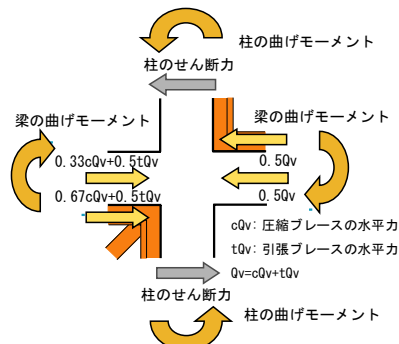 柱の曲げモーメント
柱のせん断力
梁の曲げモーメント
梁の曲げモーメント
0.33cQv+0.5tQv
0.5Qv
0.67cQv+0.5tQv
0.5Qv
cQv: 圧縮ブレースの水平力
tQv: 引張ブレースの水平力
Qv=cQv+tQv
柱のせん断力
柱の曲げモーメント